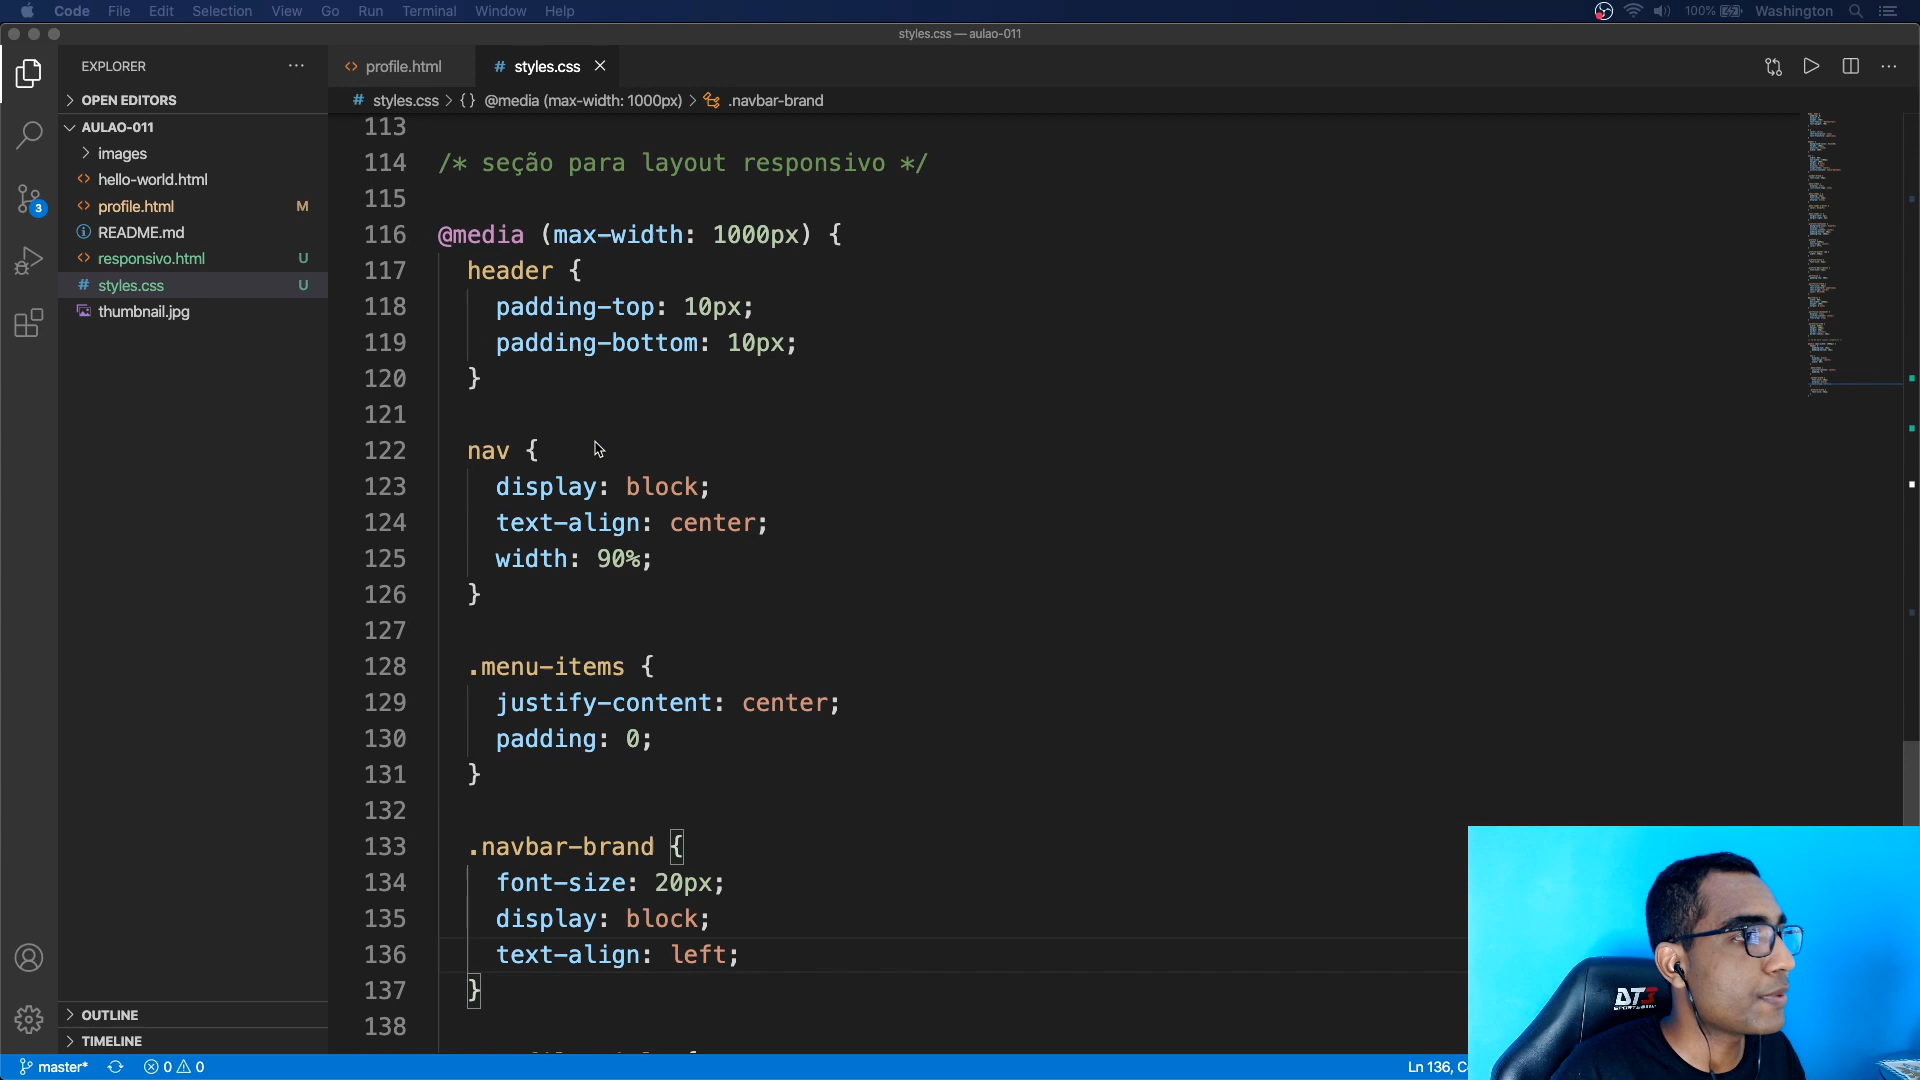 Code File Edit Selection View Go Run Terminal Window Help
100% Washington
styles.css — aulao-011
EXPLORER
OPEN EDITORS
AULAO-011
images
hello-world.html
profile.html M
README.md
responsivo.html U
styles.css U
thumbnail.jpg
OUTLINE
TIMELINE
3
profile.html
# styles.css
# styles.css > {} @media (max-width: 1000px) > .navbar-brand
113
114 /* seção para layout responsivo */
115
116 @media (max-width: 1000px) {
117 header {
118 padding-top: 10px;
119 padding-bottom: 10px;
120 }
121
122 nav {
123 display: block;
124 text-align: center;
125 width: 90%;
126 }
127
128 .menu-items {
129 justify-content: center;
130 padding: 0;
131 }
132
133 .navbar-brand {
134 font-size: 20px;
135 display: block;
136 text-align: left;
137 }
138
DT3
master* 0 0
Ln 136,